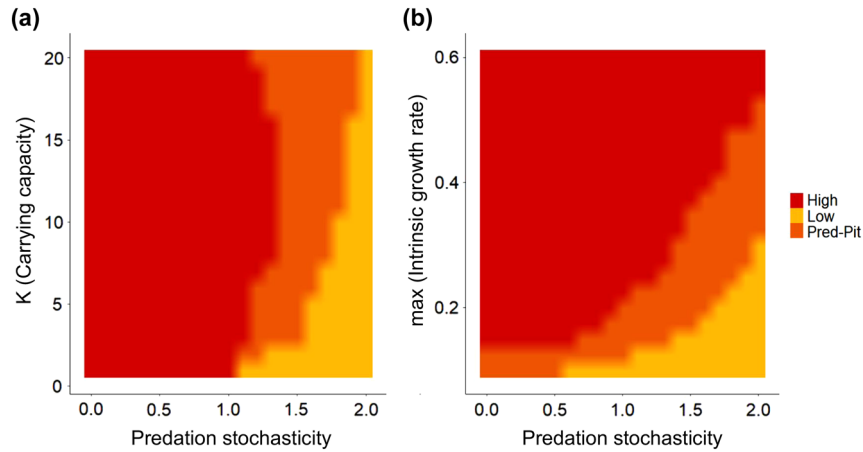 (a)
(b)
K (Carrying capacity)
20
15
10
5
0
0.0 0.5 1.0 1.5 2.0
Predation stochasticity
max (Intrinsic growth rate)
0.6
0.4
0.2
0.0 0.5 1.0 1.5 2.0
Predation stochasticity
High
Low
Pred-Pit